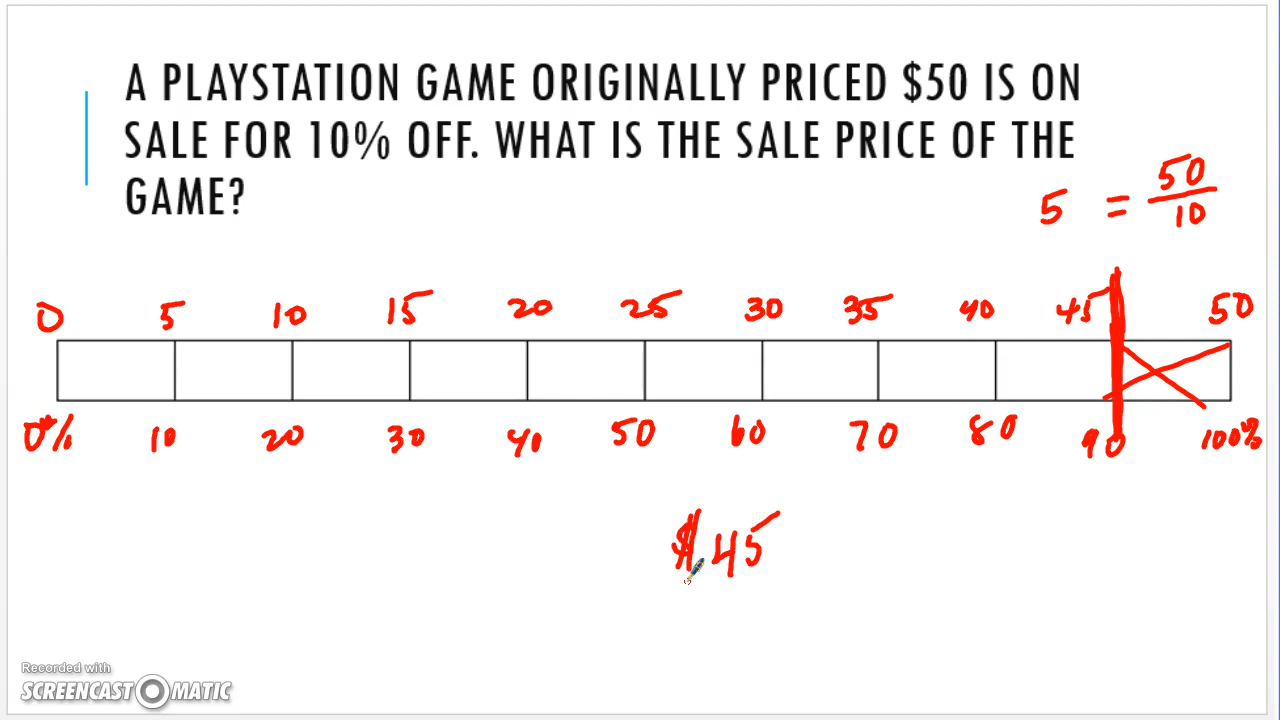 A PLAYSTATION GAME ORIGINALLY PRICED $50 IS ON
SALE FOR 10% OFF. WHAT IS THE SALE PRICE OF THE
GAME?
5 = 50/10
0 5 10 15 20 25 30 35 40 45 50
0% 10 20 30 40 50 60 70 80 90 100%
$45
Recorded with
SCREENCAST O MATIC